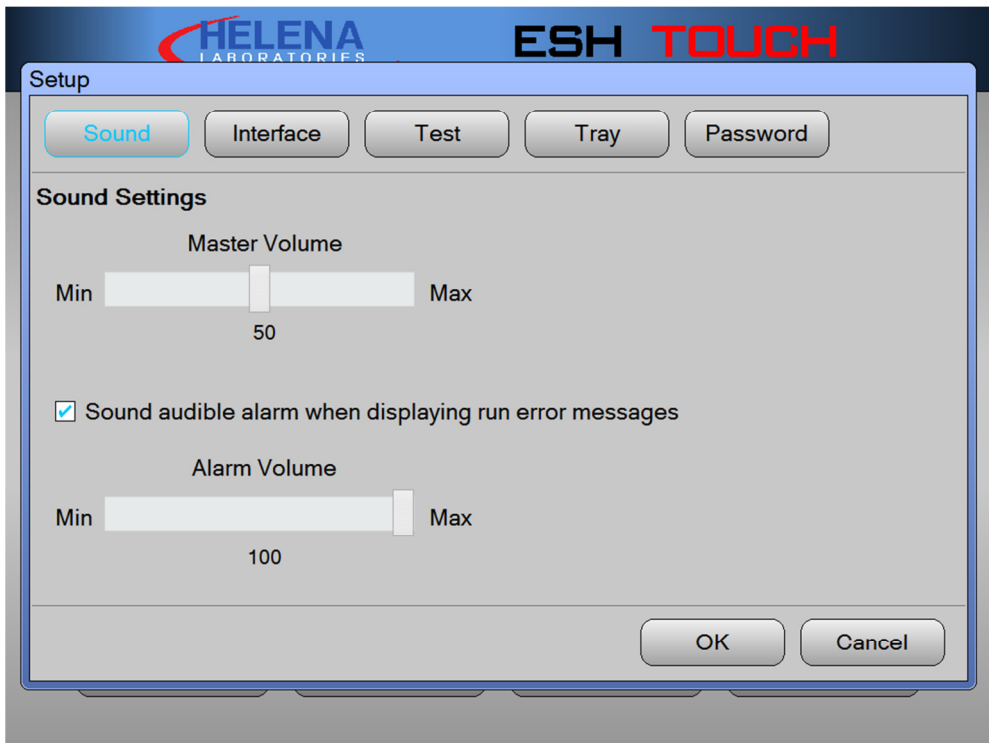 HELENA
LABORATORIES
ESH TOUCH
Setup
Sound Interface Test Tray Password
Sound Settings
Master Volume
Min Max
50
Sound audible alarm when displaying run error messages
Alarm Volume
Min Max
100
OK Cancel